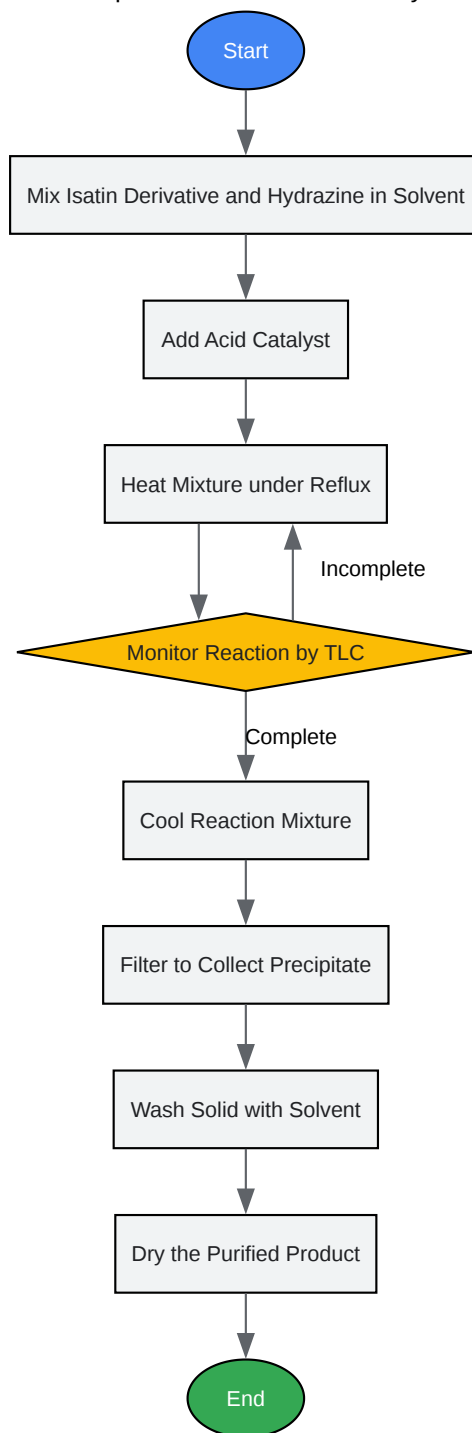 Start
Mix Isatin Derivative and Hydrazine in Solvent
Add Acid Catalyst
Heat Mixture under Reflux
Incomplete
Monitor Reaction by TLC
Complete
Cool Reaction Mixture
Filter to Collect Precipitate
Wash Solid with Solvent
Dry the Purified Product
End